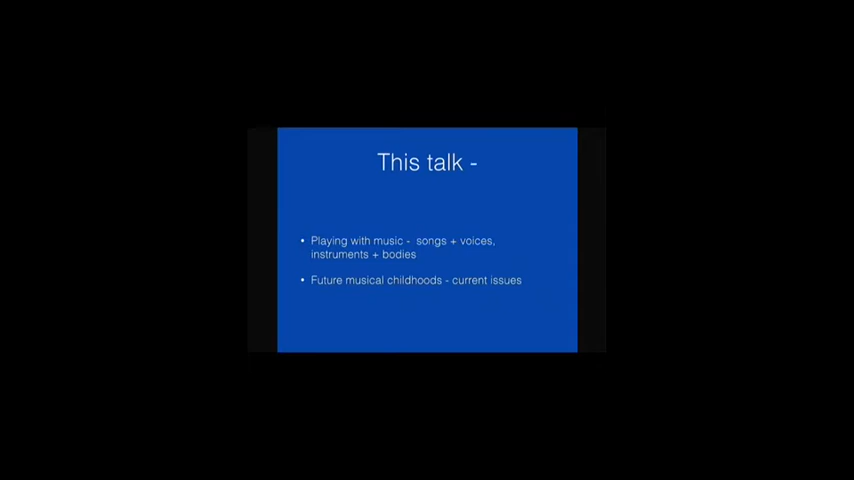 This talk -
• Playing with music - songs + voices,
instruments + bodies
• Future musical childhoods - current issues